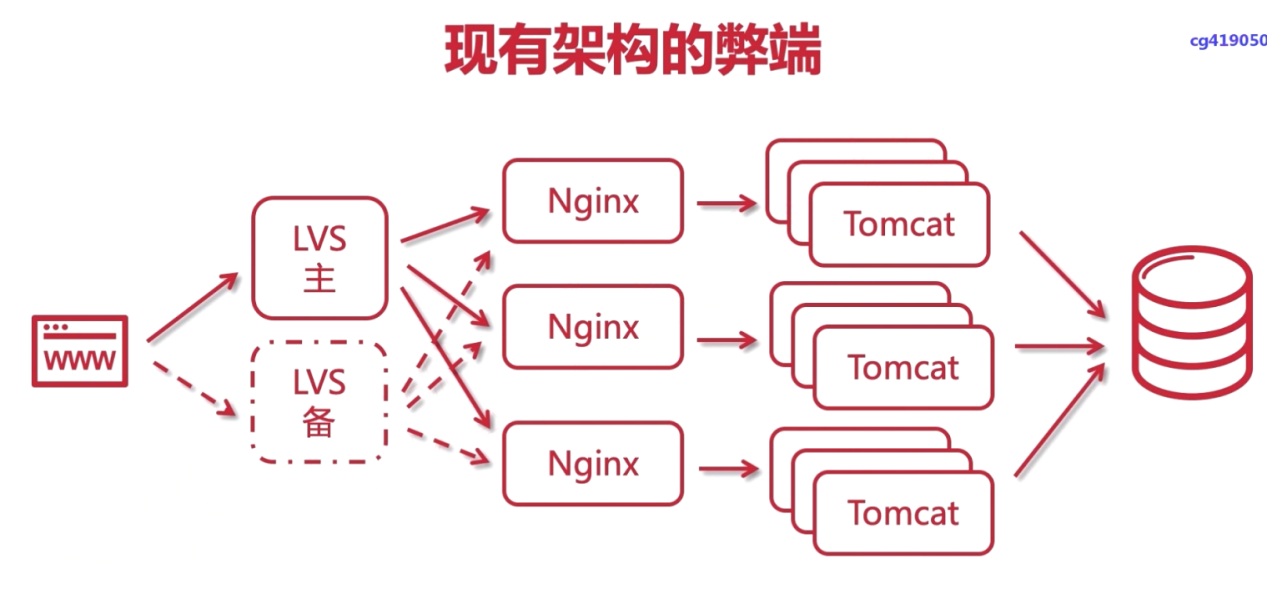 现有架构的弊端
cg419050
WWW
LVS
主
LVS
备
Nginx
Nginx
Nginx
Tomcat
Tomcat
Tomcat